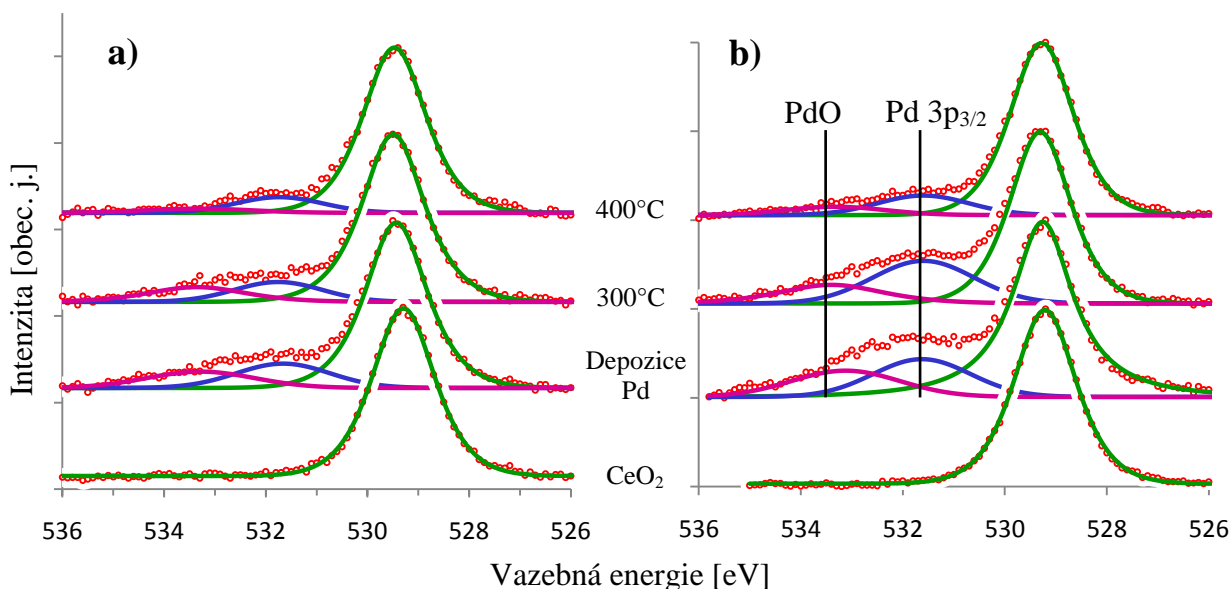 a)
b)
PdO
Pd 3p3/2
400°C
300°C
Depozice
Pd
CeO2
Intenzita [obec. j.]
536 534 532 530 528 526
536 534 532 530 528 526
Vazebná energie [eV]